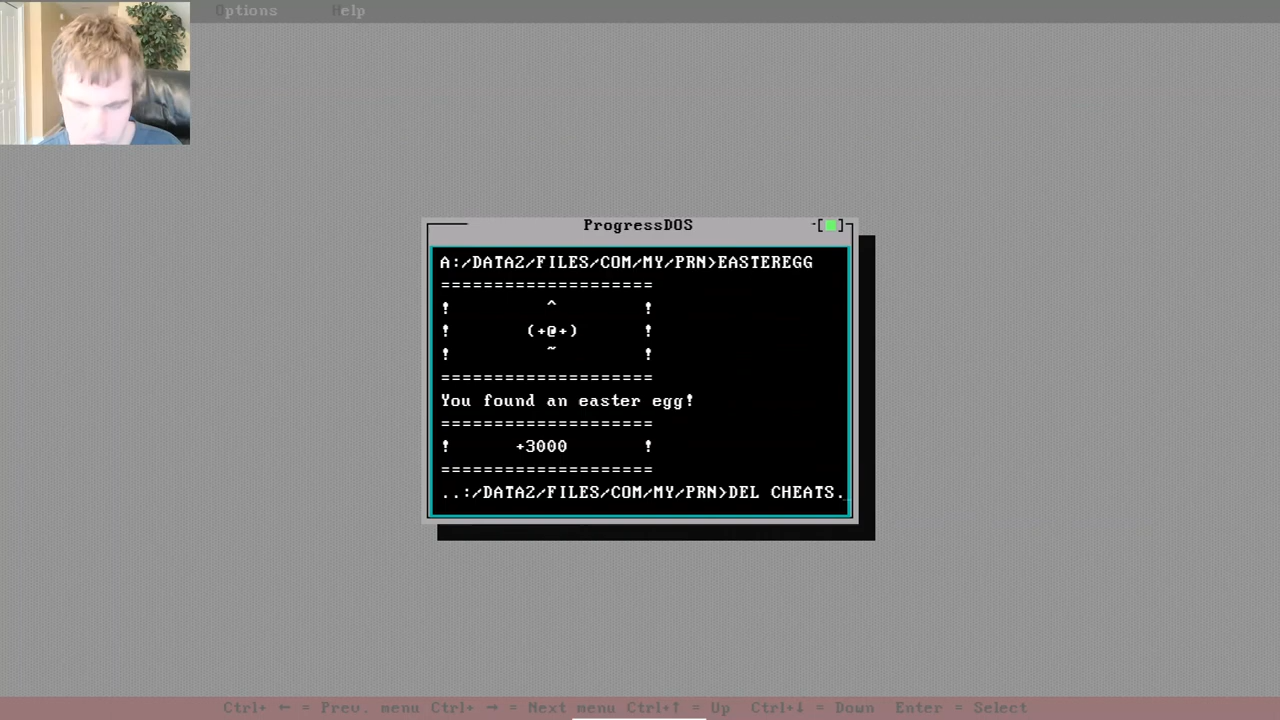 Options Help
ProgressDOS
-[■]
A:/DATA2/FILES/COM/MY/PRN>EASTEREGG
====================
! ^ !
! (+@+) !
! ~ !
====================
You found an easter egg!
====================
! +3000 !
====================
..:/DATA2/FILES/COM/MY/PRN>DEL CHEATS._
Ctrl+ ← = Prev. menu Ctrl+ → = Next menu Ctrl+↑ = Up Ctrl+↓ = Down Enter = Select